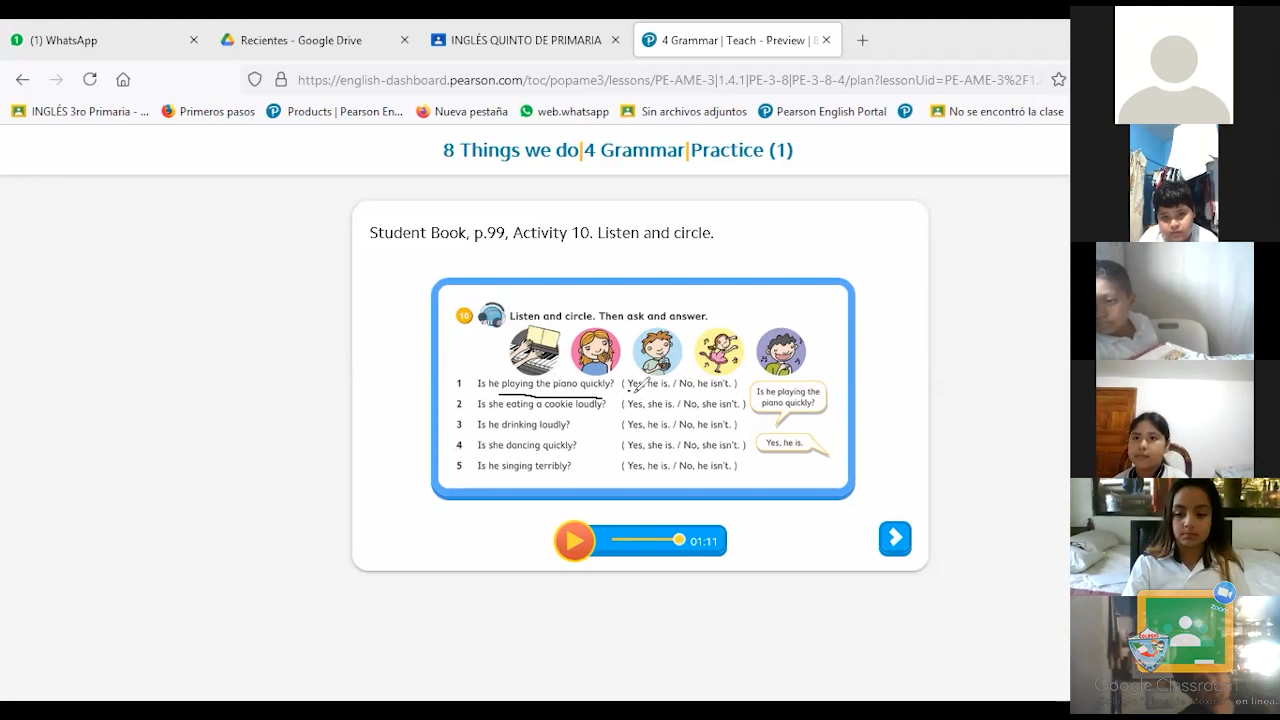 (1) WhatsApp
Recientes - Google Drive
INGLÉS QUINTO DE PRIMARIA
4 Grammar | Teach - Preview | 8
https://english-dashboard.pearson.com/toc/popame3/lessons/PE-AME-3|1.4.1|PE-3-8|PE-3-8-4/plan?lessonUid=PE-AME-3%2F1.
INGLÉS 3ro Primaria - ...
Primeros pasos
Products | Pearson En...
Nueva pestaña
web.whatsapp
Sin archivos adjuntos
Pearson English Portal
No se encontró la clase
8 Things we do|4 Grammar|Practice (1)
Student Book, p.99, Activity 10. Listen and circle.
10 Listen and circle. Then ask and answer.
1 Is he playing the piano quickly? ( Yes, he is. / No, he isn't. )
2 Is she eating a cookie loudly? ( Yes, she is. / No, she isn't. )
3 Is he drinking loudly? ( Yes, he is. / No, he isn't. )
4 Is she dancing quickly? ( Yes, she is. / No, she isn't. )
5 Is he singing terribly? ( Yes, he is. / No, he isn't. )
Is he playing the
piano quickly?
Yes, he is.
01:11
zoom
COLEGIO
Google Classroom
en línea.